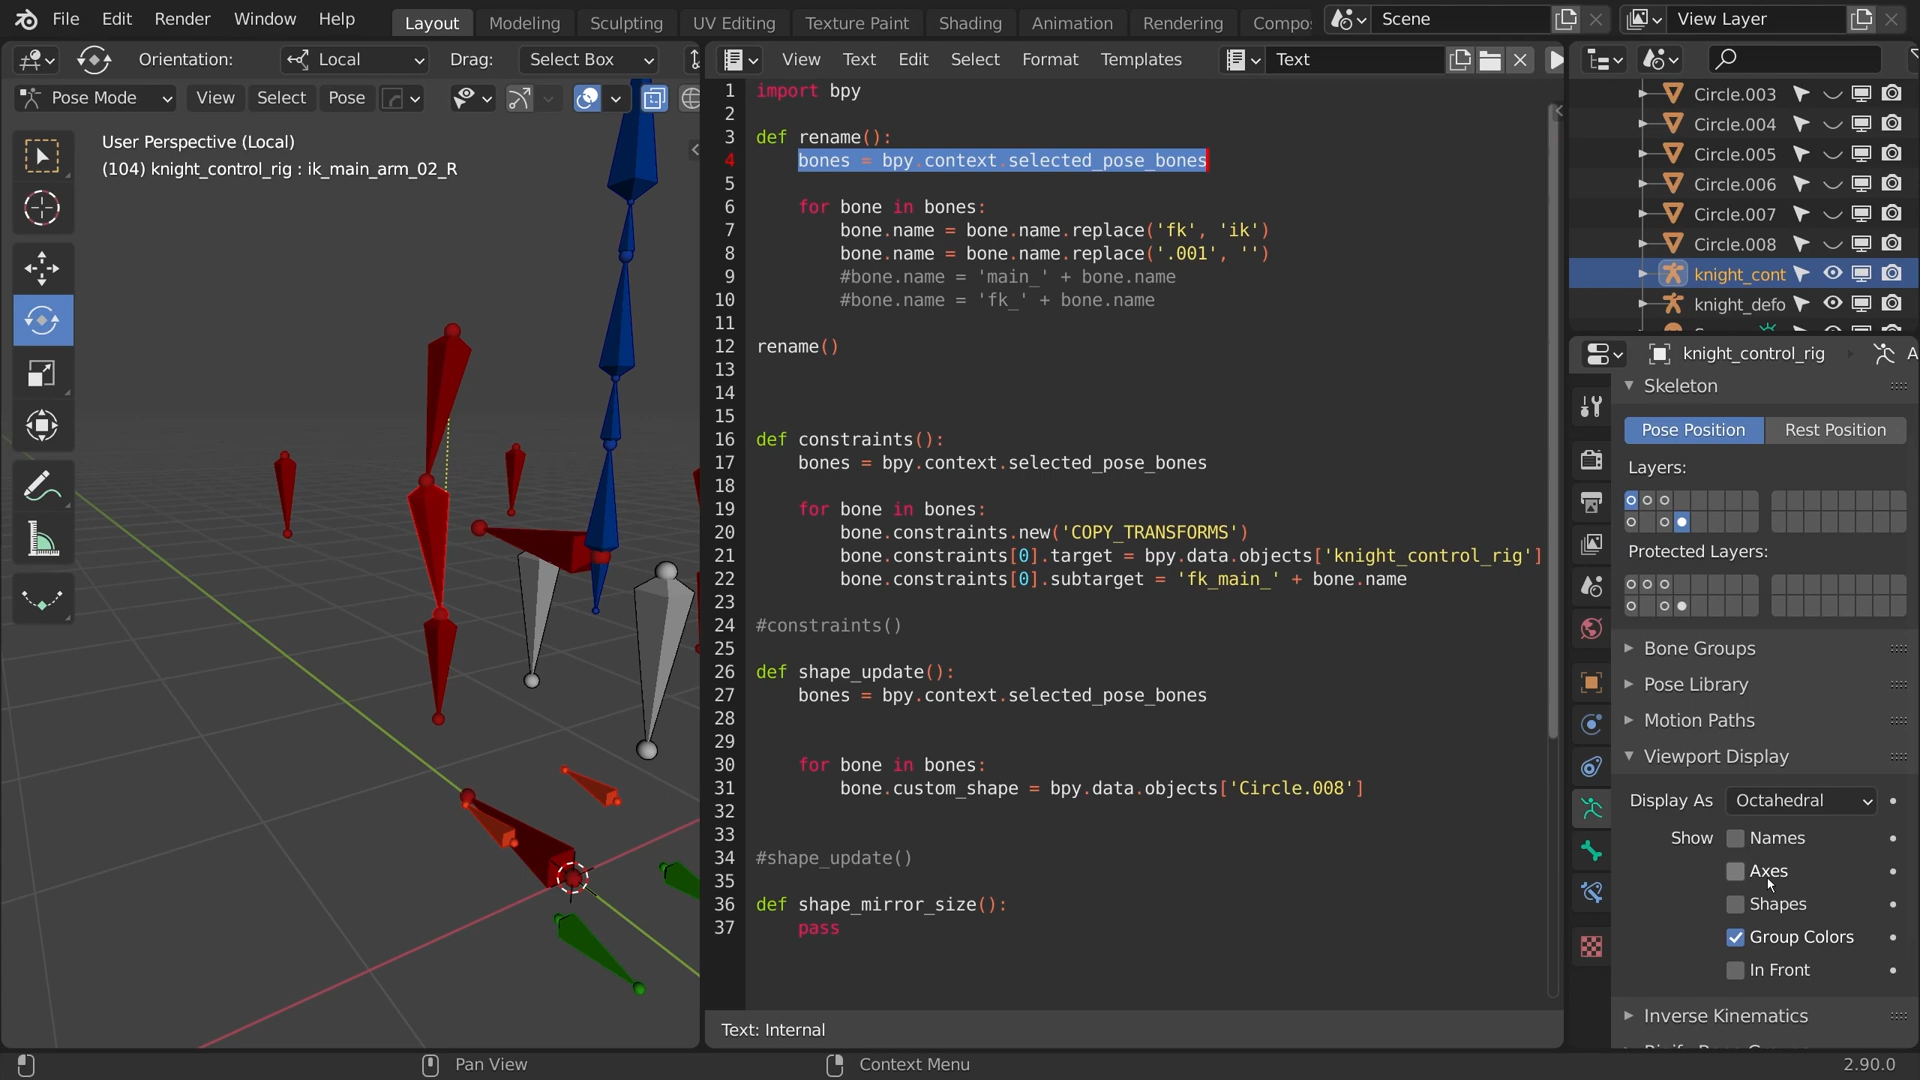 File Edit Render Window Help Layout Modeling Sculpting UV Editing Texture Paint Shading Animation Rendering Compo Scene View Layer
Orientation: Local Drag: Select Box
View Text Edit Select Format Templates Text
Pose Mode View Select Pose
User Perspective (Local)
(104) knight_control_rig : ik_main_arm_02_R
1 import bpy
2
3 def rename():
4 bones = bpy.context.selected_pose_bones
5
6 for bone in bones:
7 bone.name = bone.name.replace('fk', 'ik')
8 bone.name = bone.name.replace('.001', '')
9 #bone.name = 'main_' + bone.name
10 #bone.name = 'fk_' + bone.name
11
12 rename()
13
14
15
16 def constraints():
17 bones = bpy.context.selected_pose_bones
18
19 for bone in bones:
20 bone.constraints.new('COPY_TRANSFORMS')
21 bone.constraints[0].target = bpy.data.objects['knight_control_rig']
22 bone.constraints[0].subtarget = 'fk_main_' + bone.name
23
24 #constraints()
25
26 def shape_update():
27 bones = bpy.context.selected_pose_bones
28
29
30 for bone in bones:
31 bone.custom_shape = bpy.data.objects['Circle.008']
32
33
34 #shape_update()
35
36 def shape_mirror_size():
37 pass
Text: Internal
Circle.003
Circle.004
Circle.005
Circle.006
Circle.007
Circle.008
knight_cont
knight_defo
knight_control_rig A
Skeleton
Pose Position Rest Position
Layers:
Protected Layers:
Bone Groups
Pose Library
Motion Paths
Viewport Display
Display As Octahedral
Show Names
Axes
Shapes
Group Colors
In Front
Inverse Kinematics
Pan View Context Menu 2.90.0